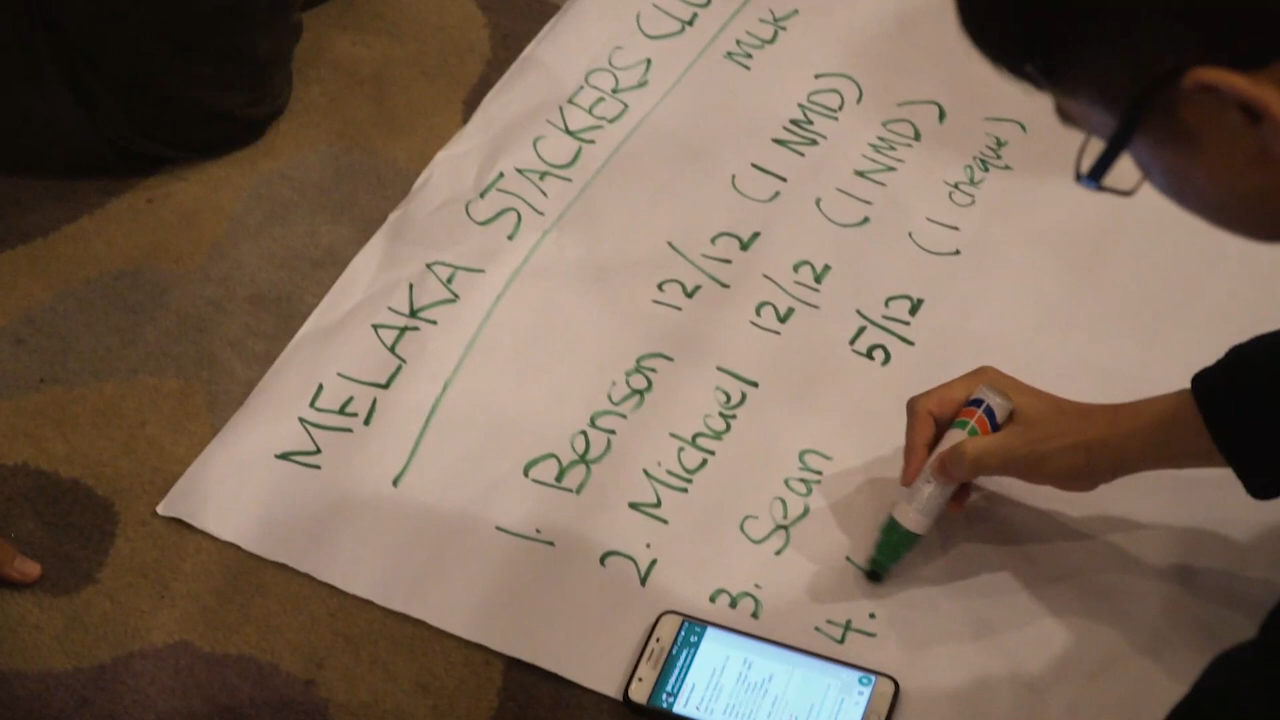 MELAKA STACKERS CLU
MLK
1. Benson 12/12 (1 NMD)
2. Michael 12/12 (1 NMD)
3. Sean 5/12 (1 cheque)
4.